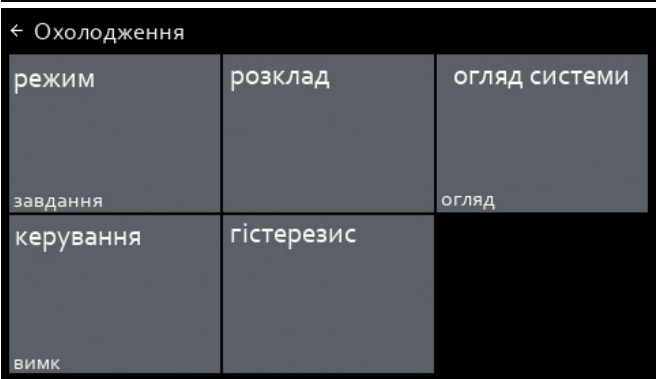 ← Охолодження
режим
завдання
розклад
огляд системи
огляд
керування
вимк
гістерезис